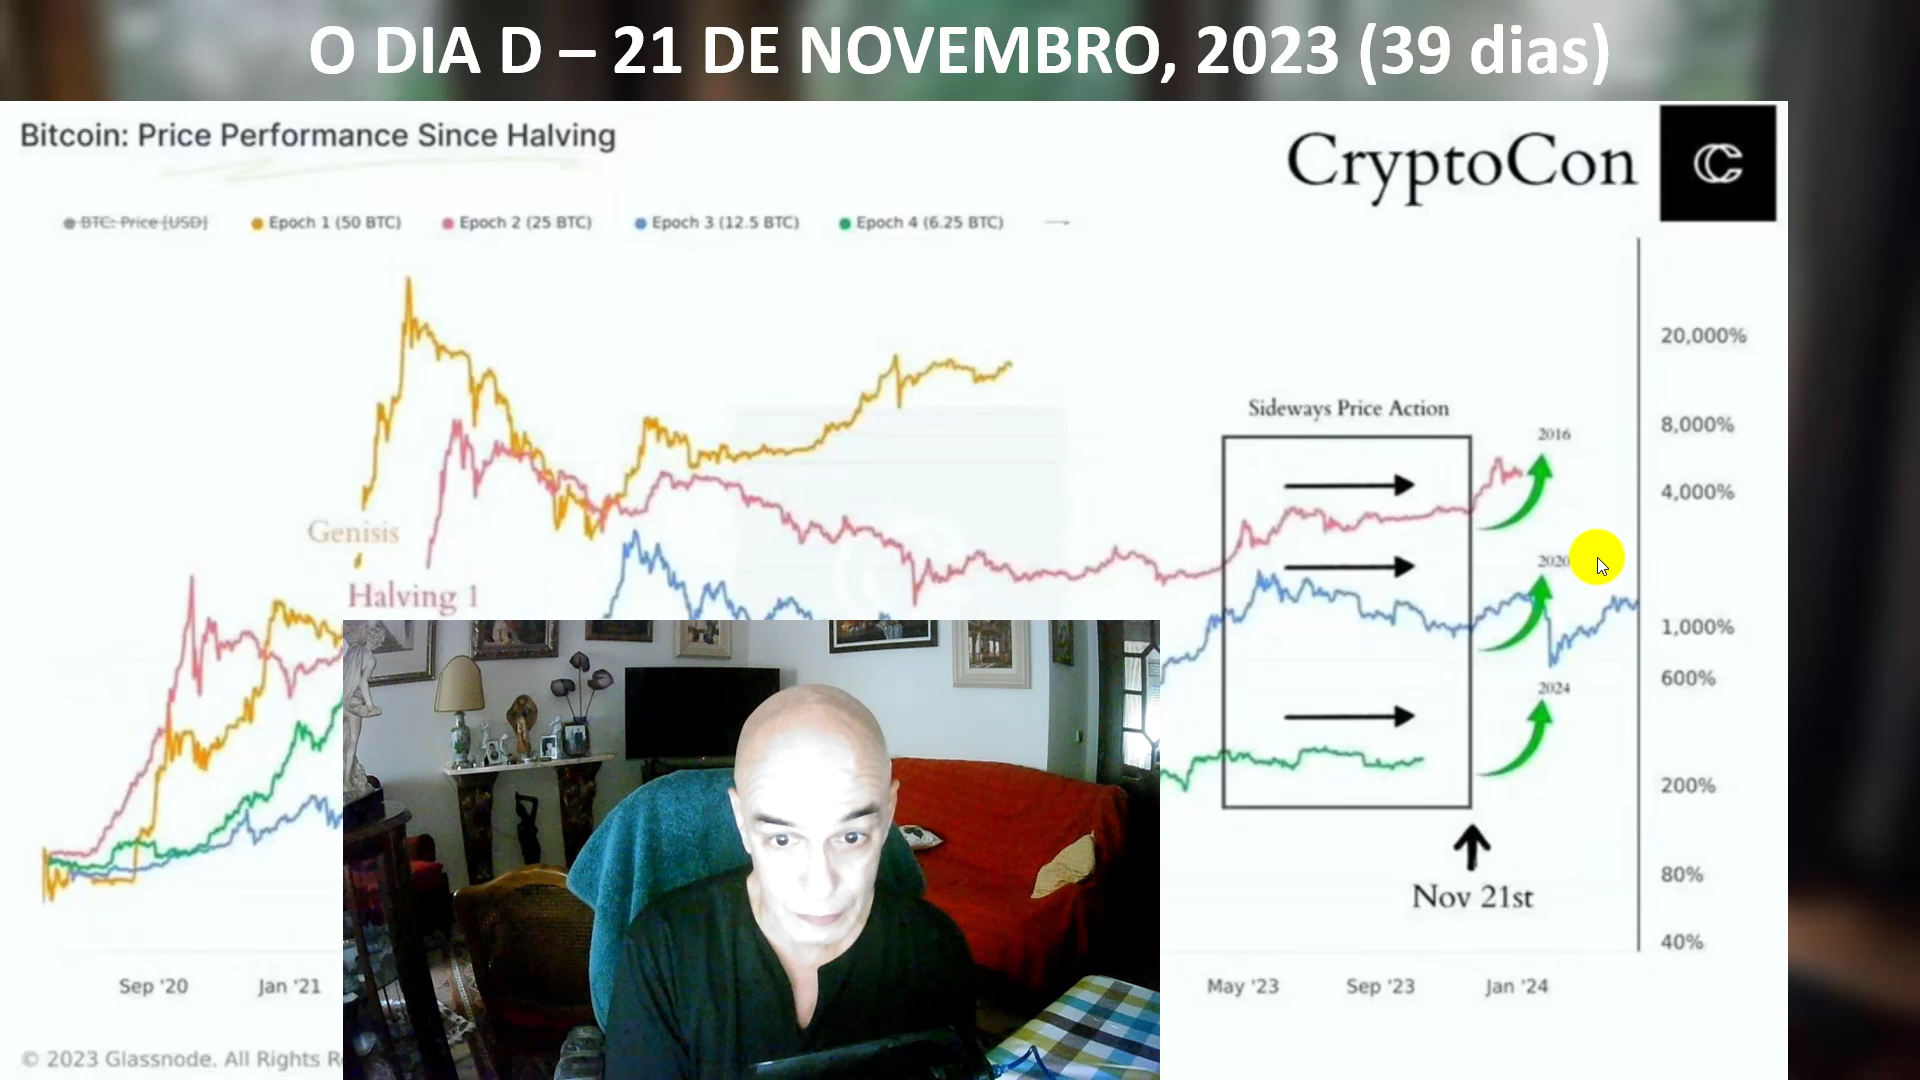 O DIA D – 21 DE NOVEMBRO, 2023 (39 dias)
Bitcoin: Price Performance Since Halving
CryptoCon
BTC: Price [USD]
Epoch 1 (50 BTC)
Epoch 2 (25 BTC)
Epoch 3 (12.5 BTC)
Epoch 4 (6.25 BTC)
20,000%
Sideways Price Action
8,000%
2016
4,000%
Genisis
2020
Halving 1
1,000%
600%
2024
200%
80%
Nov 21st
40%
Sep '20
Jan '21
May '23
Sep '23
Jan '24
© 2023 Glassnode. All Rights R